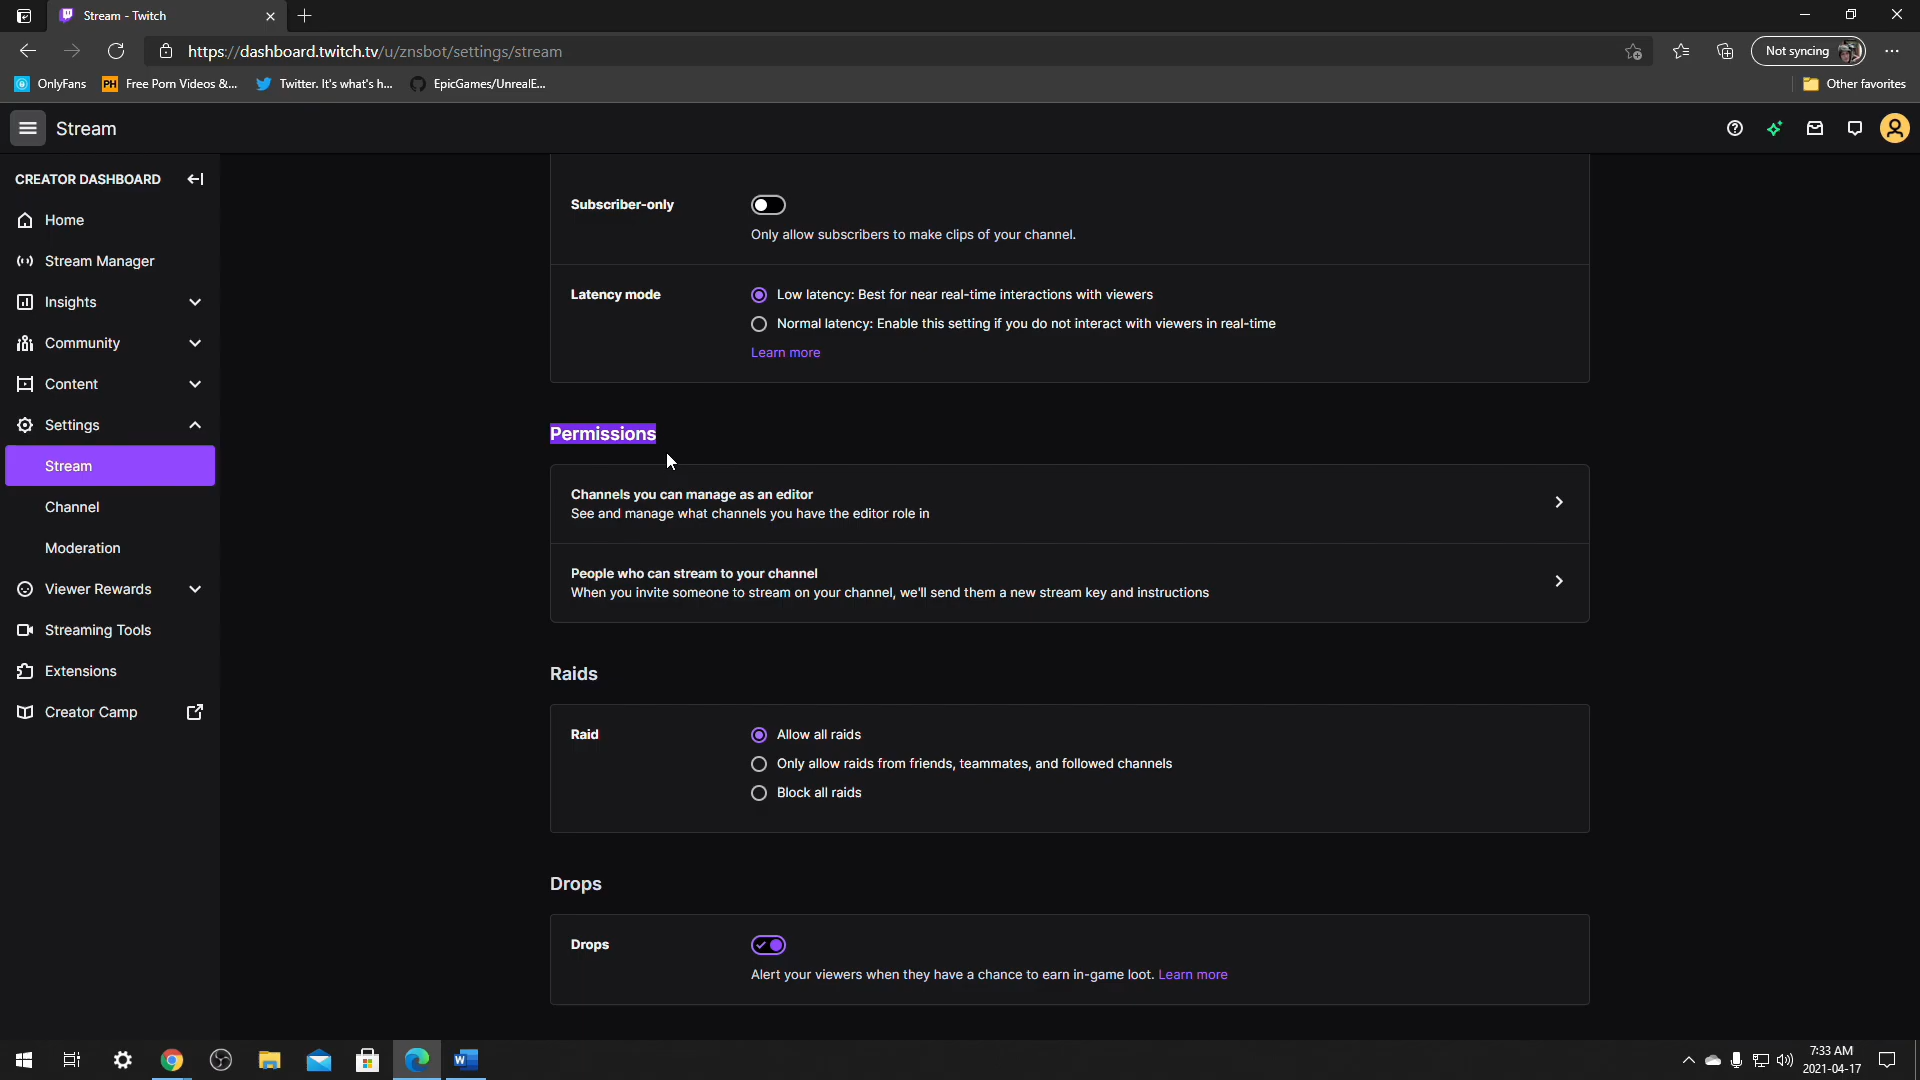 Stream - Twitch
https://dashboard.twitch.tv/u/znsbot/settings/stream
Not syncing
OnlyFans
PH Free Porn Videos &...
Twitter. It's what's h...
EpicGames/UnrealE...
Other favorites
Stream
CREATOR DASHBOARD
Home
Stream Manager
Insights
Community
Content
Settings
Stream
Channel
Moderation
Viewer Rewards
Streaming Tools
Extensions
Creator Camp
Subscriber-only
Only allow subscribers to make clips of your channel.
Latency mode
Low latency: Best for near real-time interactions with viewers
Normal latency: Enable this setting if you do not interact with viewers in real-time
Learn more
Permissions
Channels you can manage as an editor
See and manage what channels you have the editor role in
People who can stream to your channel
When you invite someone to stream on your channel, we'll send them a new stream key and instructions
Raids
Raid
Allow all raids
Only allow raids from friends, teammates, and followed channels
Block all raids
Drops
Drops
Alert your viewers when they have a chance to earn in-game loot. Learn more
7:33 AM
2021-04-17